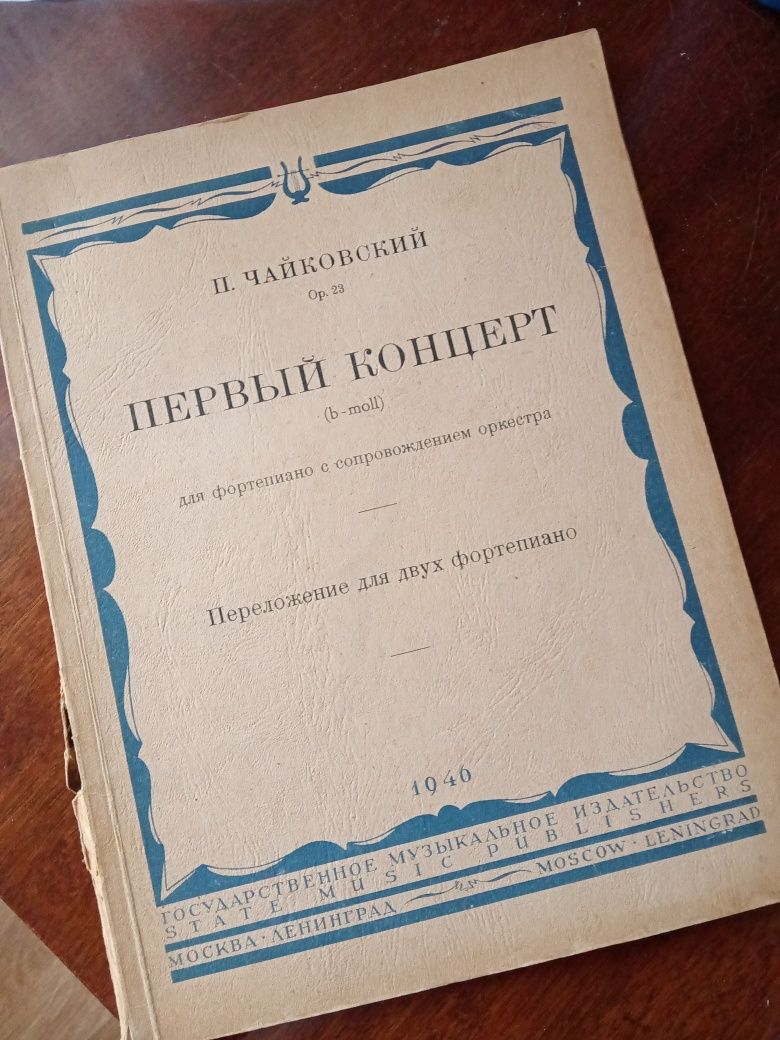 П. ЧАЙКОВСКИЙ
Op. 23
ПЕРВЫЙ КОНЦЕРТ
(b-moll)
для фортепиано с сопровождением оркестра
Переложение для двух фортепиано
1946
ГОСУДАРСТВЕННОЕ МУЗЫКАЛЬНОЕ ИЗДАТЕЛЬСТВО
STATE MUSIC PUBLISHERS
МОСКВА · ЛЕНИНГРАД MOSCOW · LENINGRAD